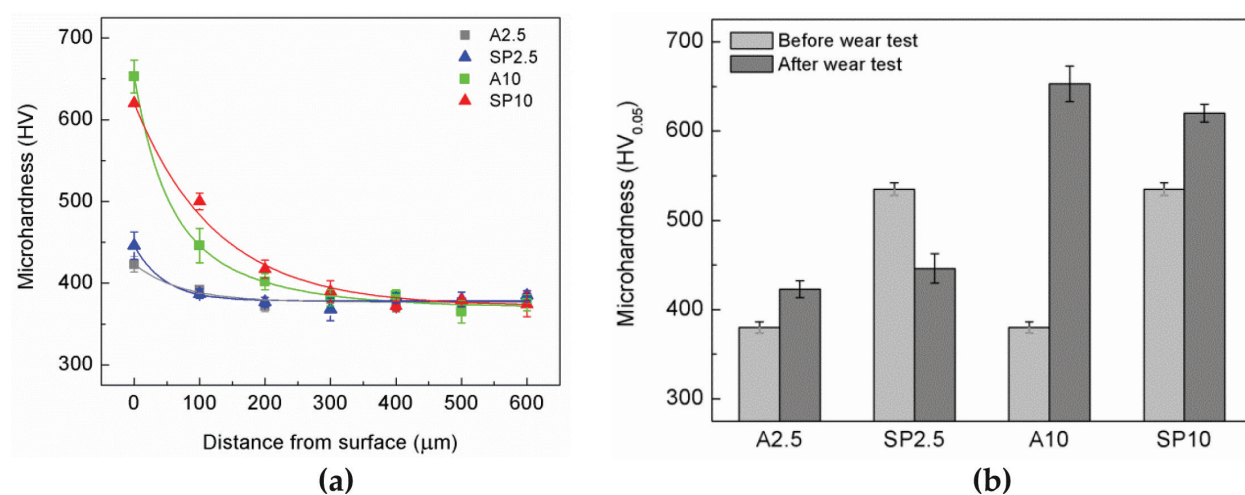 700
600
500
400
300
Microhardness (HV)
A2.5
SP2.5
A10
SP10
0 100 200 300 400 500 600
Distance from surface (μm)
(a)
700
600
500
400
300
Microhardness (HV0.05)
Before wear test
After wear test
A2.5 SP2.5 A10 SP10
(b)